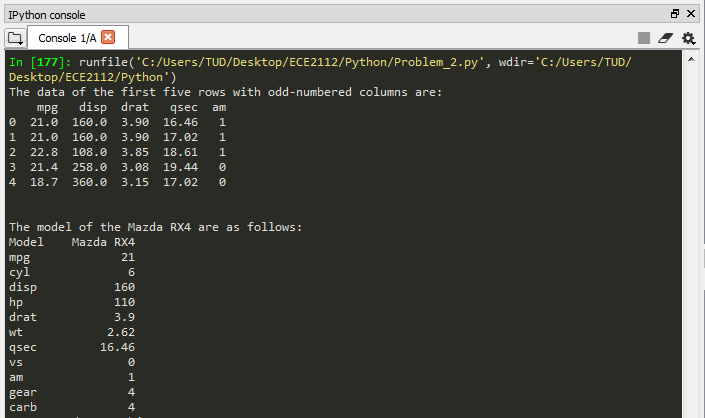 IPython console
Console 1/A
In [177]: runfile('C:/Users/TUD/Desktop/ECE2112/Python/Problem_2.py', wdir='C:/Users/TUD/
Desktop/ECE2112/Python')
The data of the first five rows with odd-numbered columns are:
mpg disp drat qsec am
0 21.0 160.0 3.90 16.46 1
1 21.0 160.0 3.90 17.02 1
2 22.8 108.0 3.85 18.61 1
3 21.4 258.0 3.08 19.44 0
4 18.7 360.0 3.15 17.02 0
The model of the Mazda RX4 are as follows:
Model Mazda RX4
mpg 21
cyl 6
disp 160
hp 110
drat 3.9
wt 2.62
qsec 16.46
vs 0
am 1
gear 4
carb 4